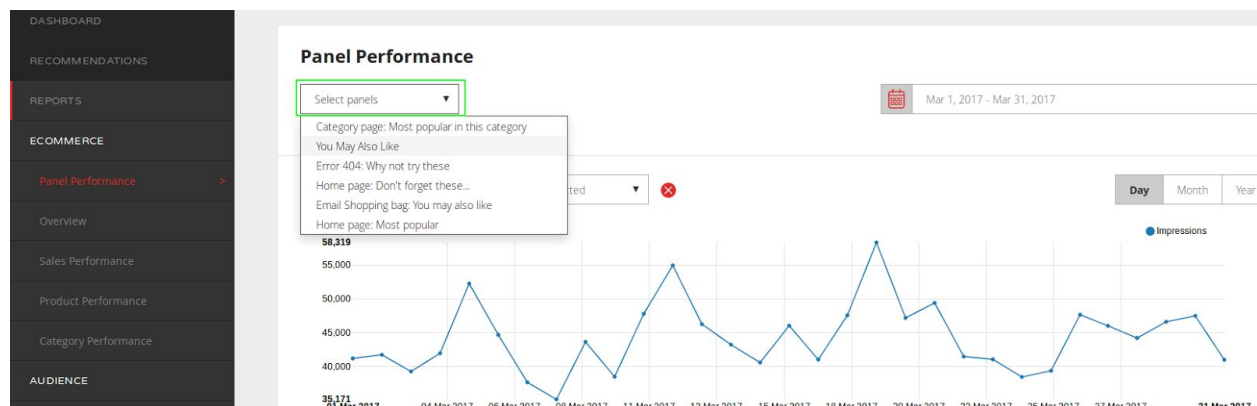 DASHBOARD
RECOMMENDATIONS
REPORTS
ECOMMERCE
Panel Performance >
Overview
Sales Performance
Product Performance
Category Performance
AUDIENCE
Panel Performance
Select panels ▼
Mar 1, 2017 - Mar 31, 2017
Category page: Most popular in this category
You May Also Like
Error 404: Why not try these
Home page: Don't forget these...
Email Shopping bag: You may also like
Home page: Most popular
Day Month Year
Impressions
58,319
55,000
50,000
45,000
40,000
35,171
01 Mar 2017 04 Mar 2017 06 Mar 2017 08 Mar 2017 11 Mar 2017 13 Mar 2017 15 Mar 2017 18 Mar 2017 20 Mar 2017 22 Mar 2017 25 Mar 2017 27 Mar 2017 31 Mar 2017